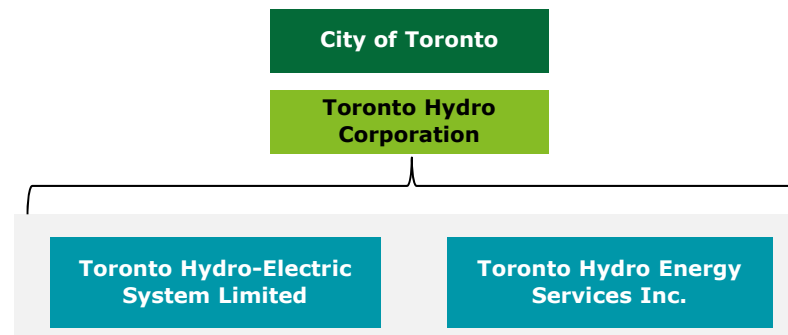 City of Toronto
Toronto Hydro
Corporation
Toronto Hydro-Electric
System Limited
Toronto Hydro Energy
Services Inc.